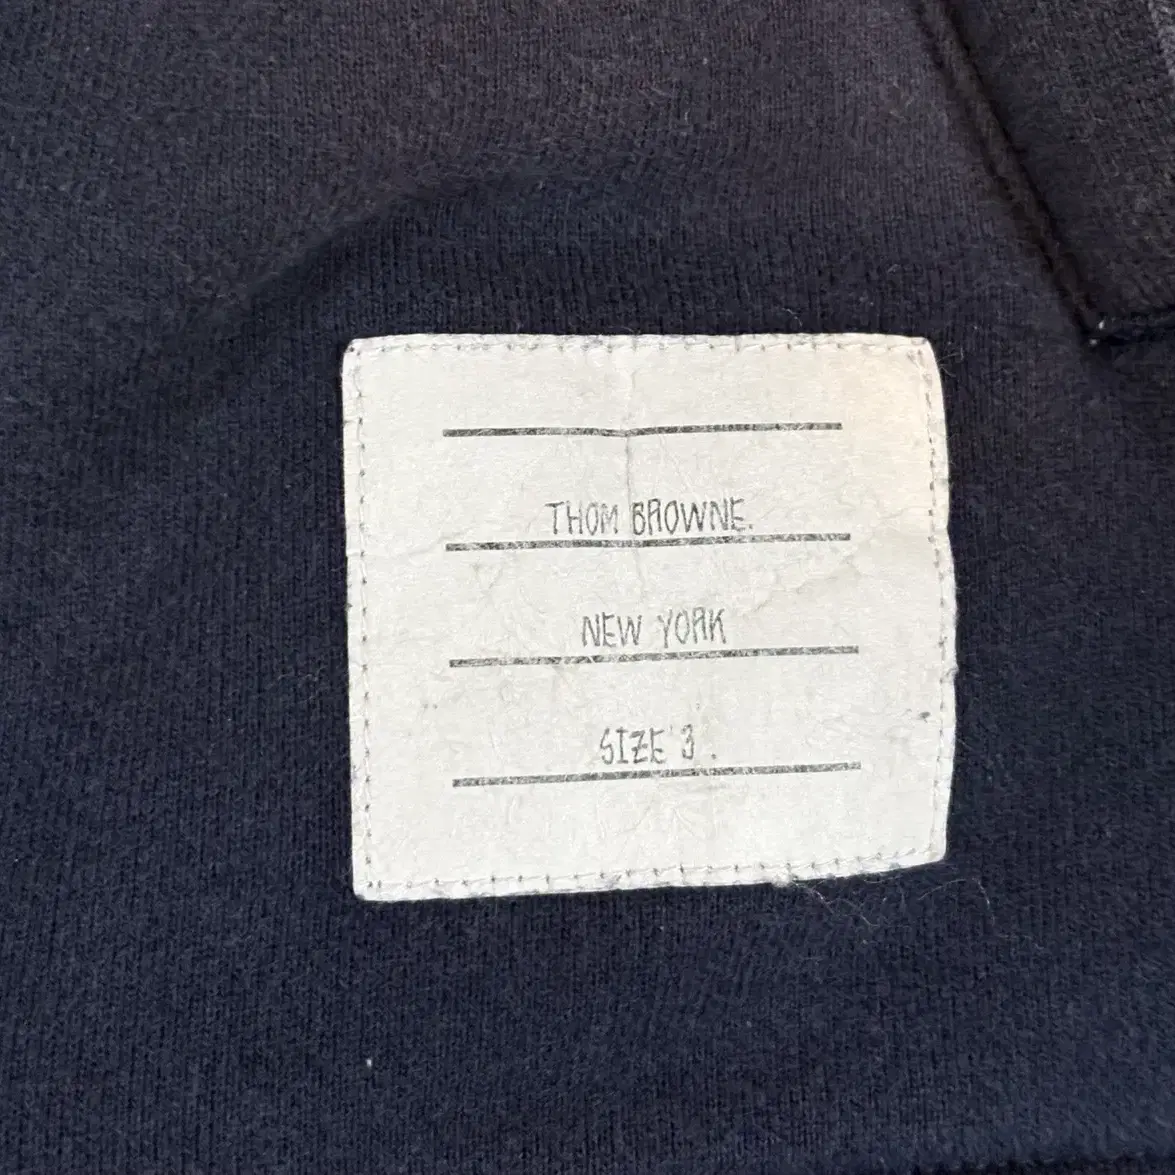 THOM BROWNE.
NEW YORK
SIZE 3.